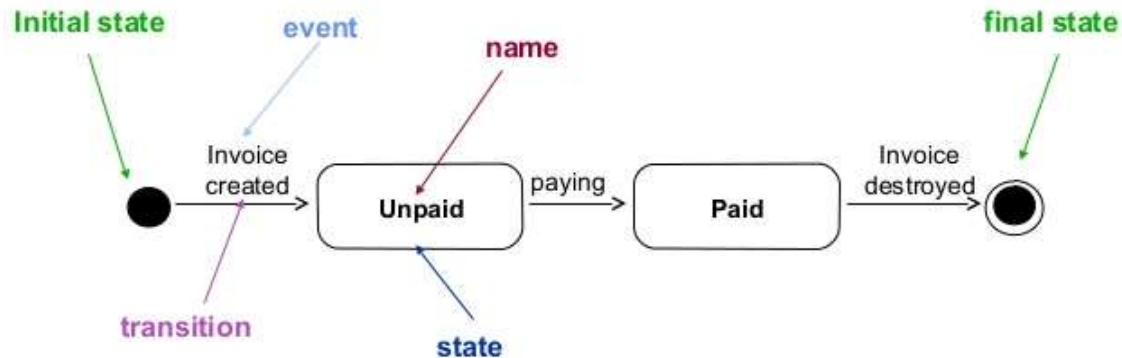 Initial state
event
name
final state
Invoice
created
Unpaid
paying
Paid
Invoice
destroyed
transition
state